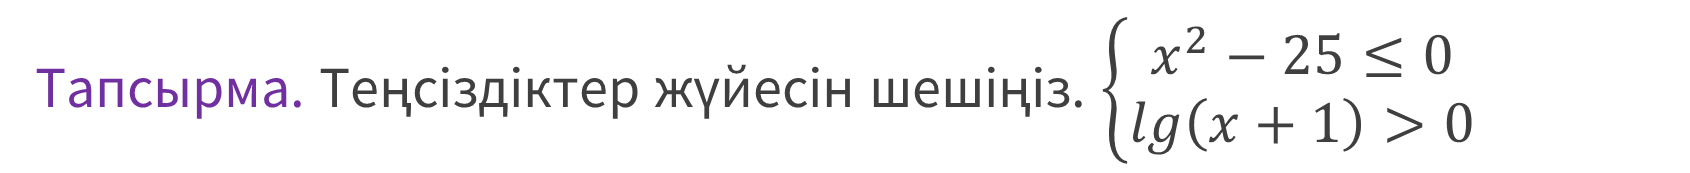 Тапсырма. Теңсіздіктер жүйесін шешіңіз. { x² − 25 ≤ 0
lg(x + 1) > 0